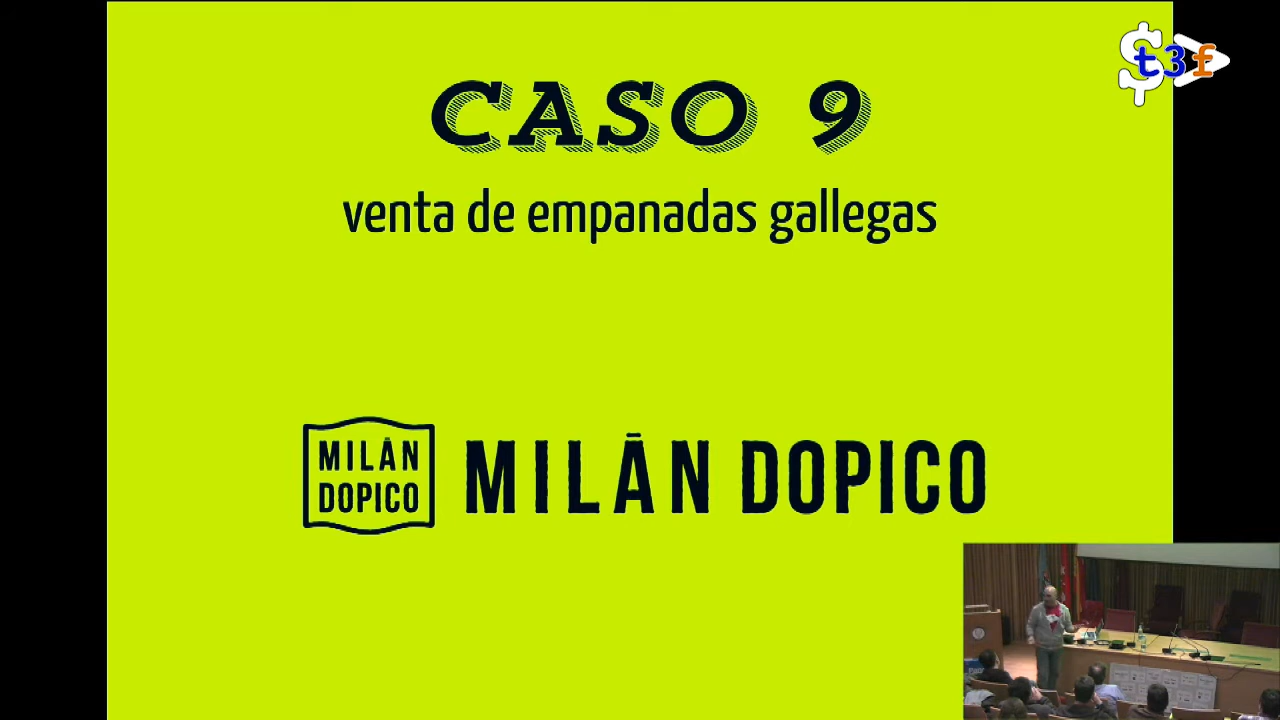 CASO 9
$t3f
venta de empanadas gallegas
MILÁN
DOPICO
MILÁN DOPICO